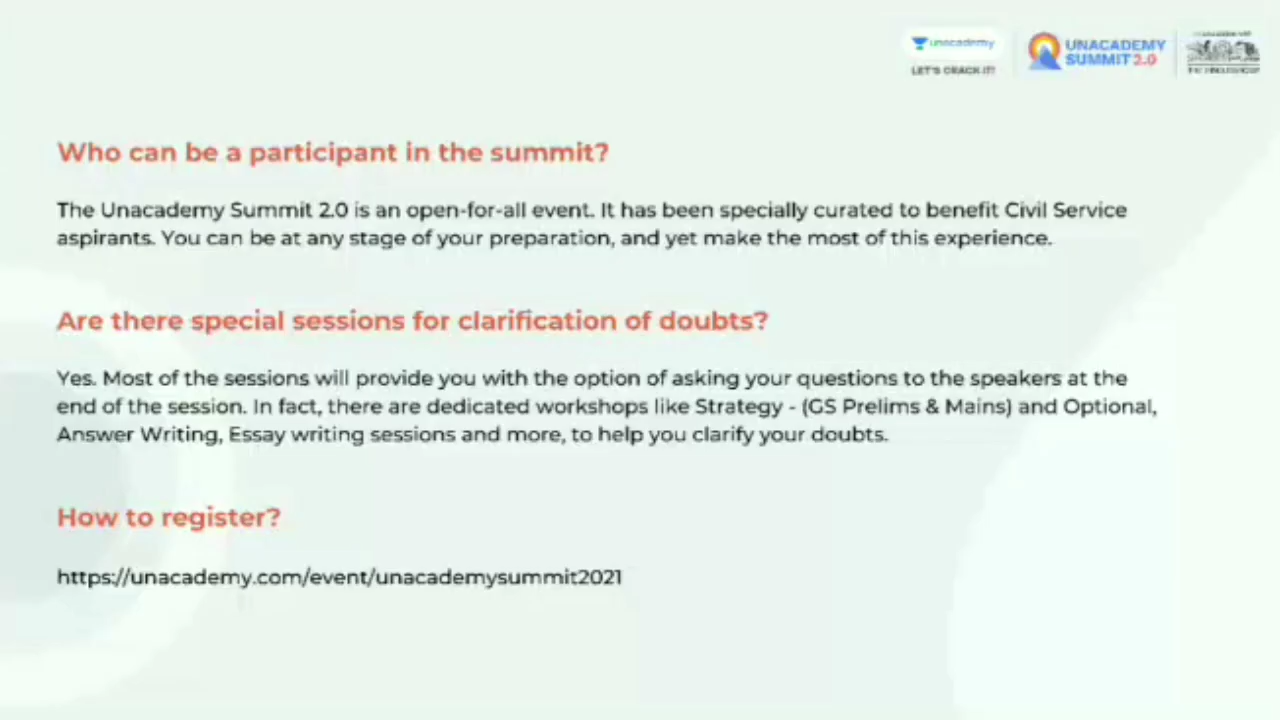 unacademy
LET'S CRACK IT!
UNACADEMY
SUMMIT 2.0
Who can be a participant in the summit?
The Unacademy Summit 2.0 is an open-for-all event. It has been specially curated to benefit Civil Service
aspirants. You can be at any stage of your preparation, and yet make the most of this experience.
Are there special sessions for clarification of doubts?
Yes. Most of the sessions will provide you with the option of asking your questions to the speakers at the
end of the session. In fact, there are dedicated workshops like Strategy - (GS Prelims & Mains) and Optional,
Answer Writing, Essay writing sessions and more, to help you clarify your doubts.
How to register?
https://unacademy.com/event/unacademysummit2021